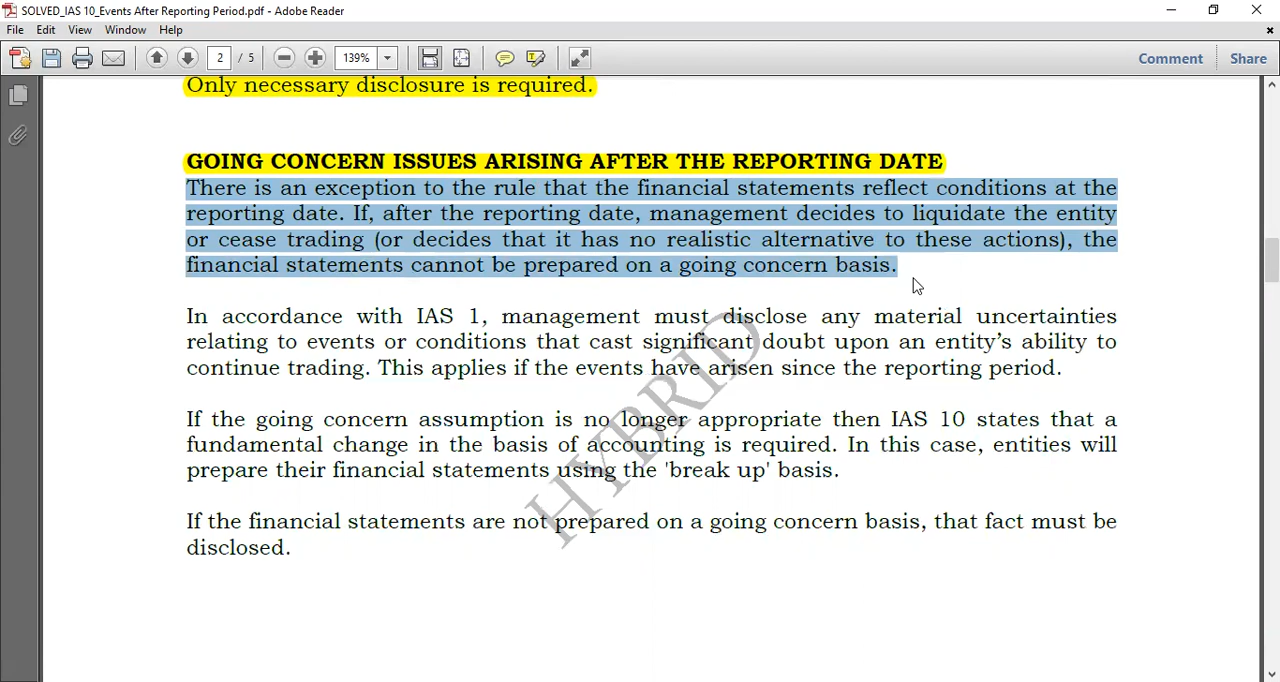 SOLVED_IAS 10_Events After Reporting Period.pdf - Adobe Reader
File Edit View Window Help
2 / 5 139% Comment Share
Only necessary disclosure is required.
GOING CONCERN ISSUES ARISING AFTER THE REPORTING DATE
There is an exception to the rule that the financial statements reflect conditions at the
reporting date. If, after the reporting date, management decides to liquidate the entity
or cease trading (or decides that it has no realistic alternative to these actions), the
financial statements cannot be prepared on a going concern basis.
In accordance with IAS 1, management must disclose any material uncertainties
relating to events or conditions that cast significant doubt upon an entity’s ability to
continue trading. This applies if the events have arisen since the reporting period.
If the going concern assumption is no longer appropriate then IAS 10 states that a
fundamental change in the basis of accounting is required. In this case, entities will
prepare their financial statements using the 'break up' basis.
If the financial statements are not prepared on a going concern basis, that fact must be
disclosed.
HYBRID